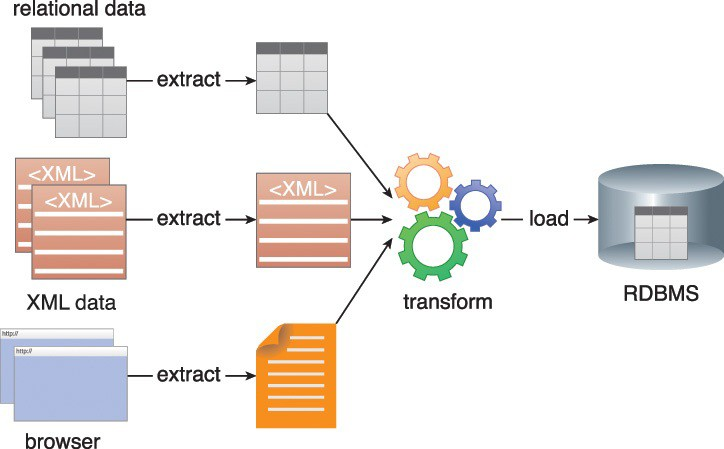 relational data
extract
<XML>
<XML>
extract
<XML>
XML data
transform
load
RDBMS
http://
http://
extract
browser